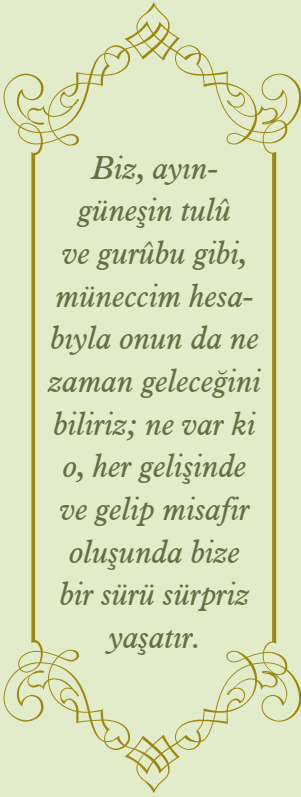 Biz, ayın-
güneşin tulû
ve gurûbu gibi,
müneccim hesa-
bıyla onun da ne
zaman geleceğini
biliriz; ne var ki
o, her gelişinde
ve gelip misafir
oluşunda bize
bir sürü sürpriz
yaşatır.